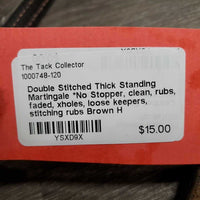 The Tack Collector
1000748-120
Double Stitched Thick Standing
Martingale *No Stopper, clean, rubs,
faded, xholes, loose keepers,
stitching rubs Brown H
YSXD9X
$15.00